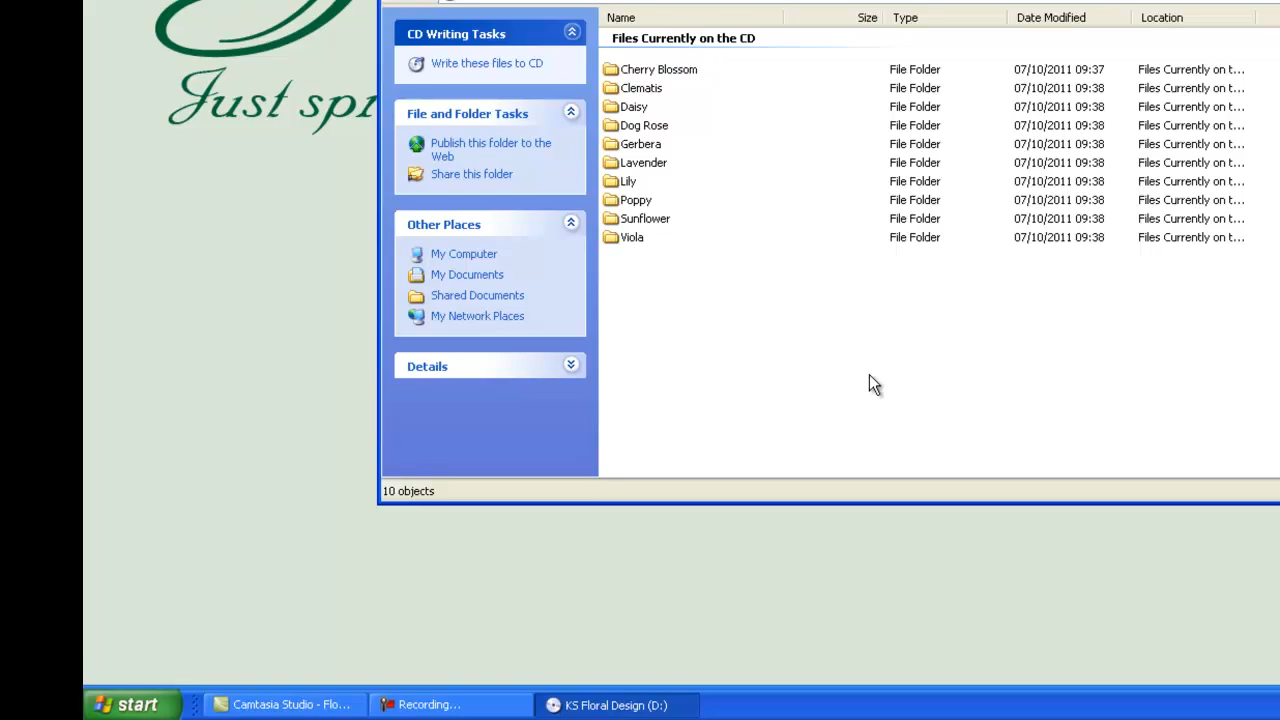 Just spr
Name Size Type Date Modified Location
CD Writing Tasks
Write these files to CD
File and Folder Tasks
Publish this folder to the
Web
Share this folder
Other Places
My Computer
My Documents
Shared Documents
My Network Places
Details
Files Currently on the CD
Cherry Blossom File Folder 07/10/2011 09:37 Files Currently on t...
Clematis File Folder 07/10/2011 09:38 Files Currently on t...
Daisy File Folder 07/10/2011 09:38 Files Currently on t...
Dog Rose File Folder 07/10/2011 09:38 Files Currently on t...
Gerbera File Folder 07/10/2011 09:38 Files Currently on t...
Lavender File Folder 07/10/2011 09:38 Files Currently on t...
Lily File Folder 07/10/2011 09:38 Files Currently on t...
Poppy File Folder 07/10/2011 09:38 Files Currently on t...
Sunflower File Folder 07/10/2011 09:38 Files Currently on t...
Viola File Folder 07/10/2011 09:38 Files Currently on t...
10 objects
start Camtasia Studio - Flo... Recording... KS Floral Design (D:)